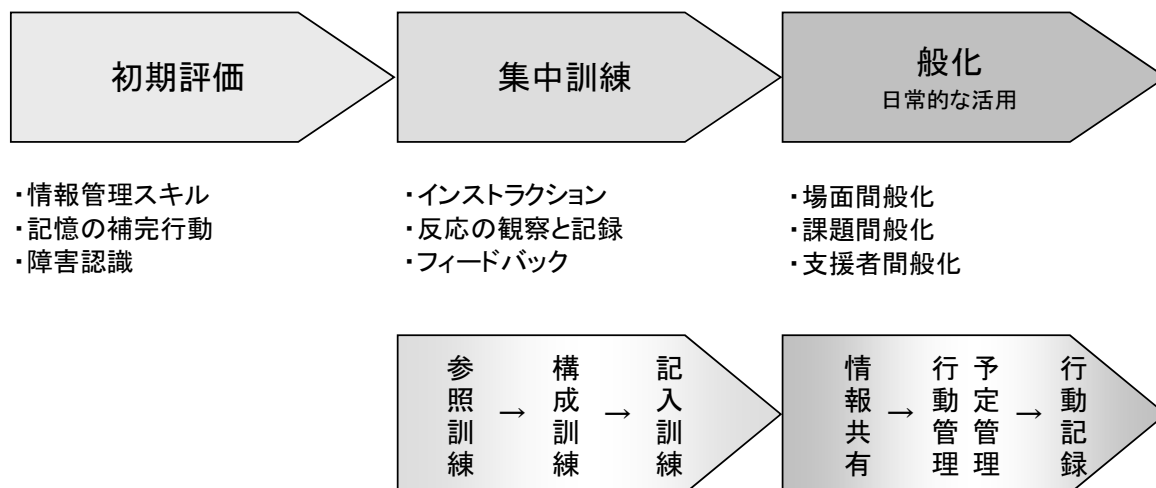 初期評価
集中訓練
般化
日常的な活用
・情報管理スキル
・記憶の補完行動
・障害認識
・インストラクション
・反応の観察と記録
・フィードバック
・場面間般化
・課題間般化
・支援者間般化
参照訓練 → 構成訓練 → 記入訓練
情報共有 → 行動管理 予定管理 → 行動記録